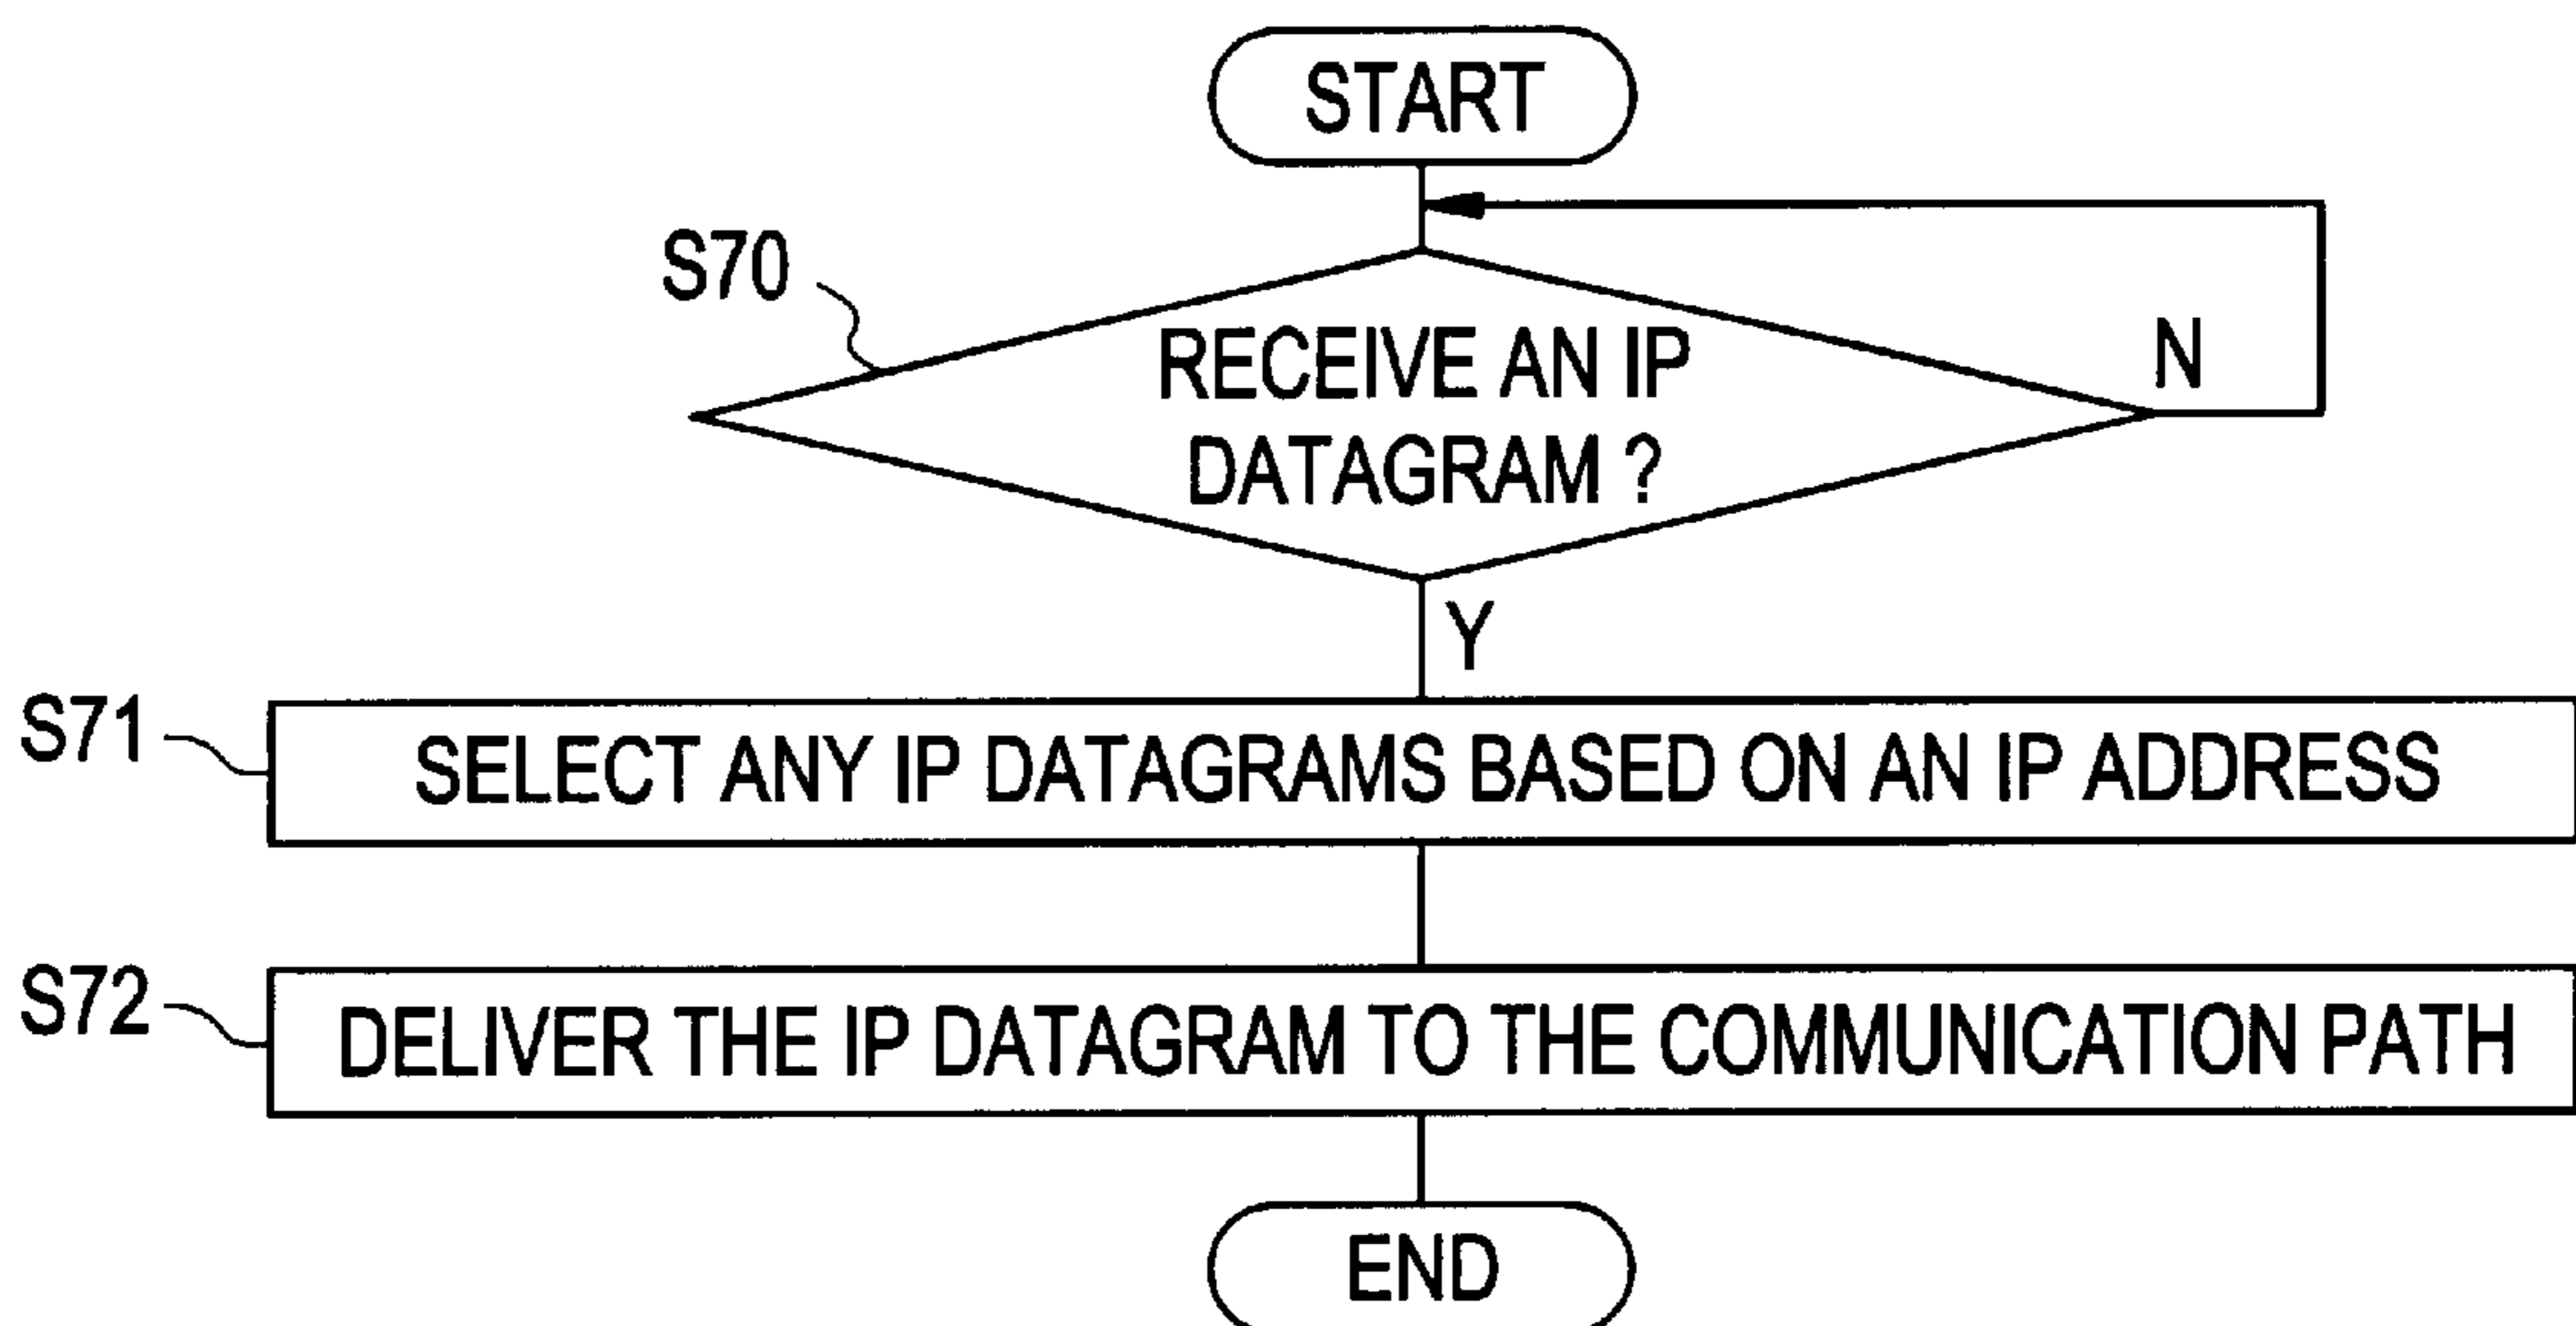 START
S70
RECEIVE AN IP
DATAGRAM ?
N
Y
S71
SELECT ANY IP DATAGRAMS BASED ON AN IP ADDRESS
S72
DELIVER THE IP DATAGRAM TO THE COMMUNICATION PATH
END